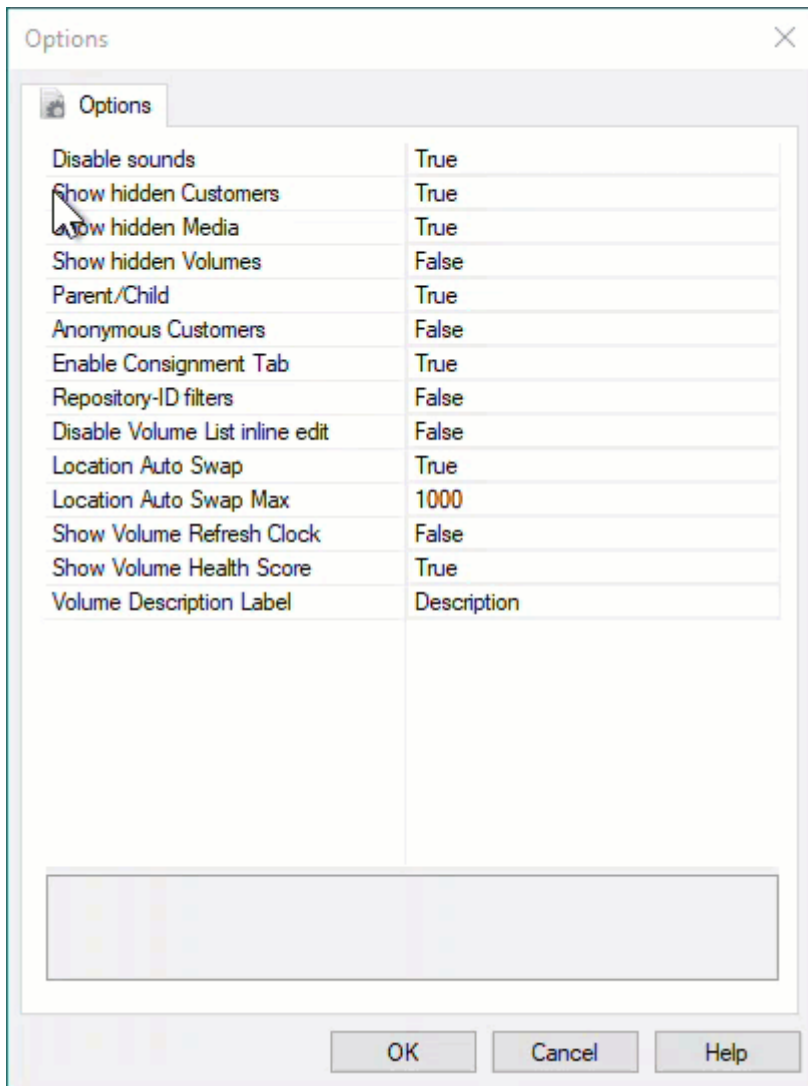 Options
Options
Disable sounds True
Show hidden Customers True
Show hidden Media True
Show hidden Volumes False
Parent/Child True
Anonymous Customers False
Enable Consignment Tab True
Repository-ID filters False
Disable Volume List inline edit False
Location Auto Swap True
Location Auto Swap Max 1000
Show Volume Refresh Clock False
Show Volume Health Score True
Volume Description Label Description
OK Cancel Help